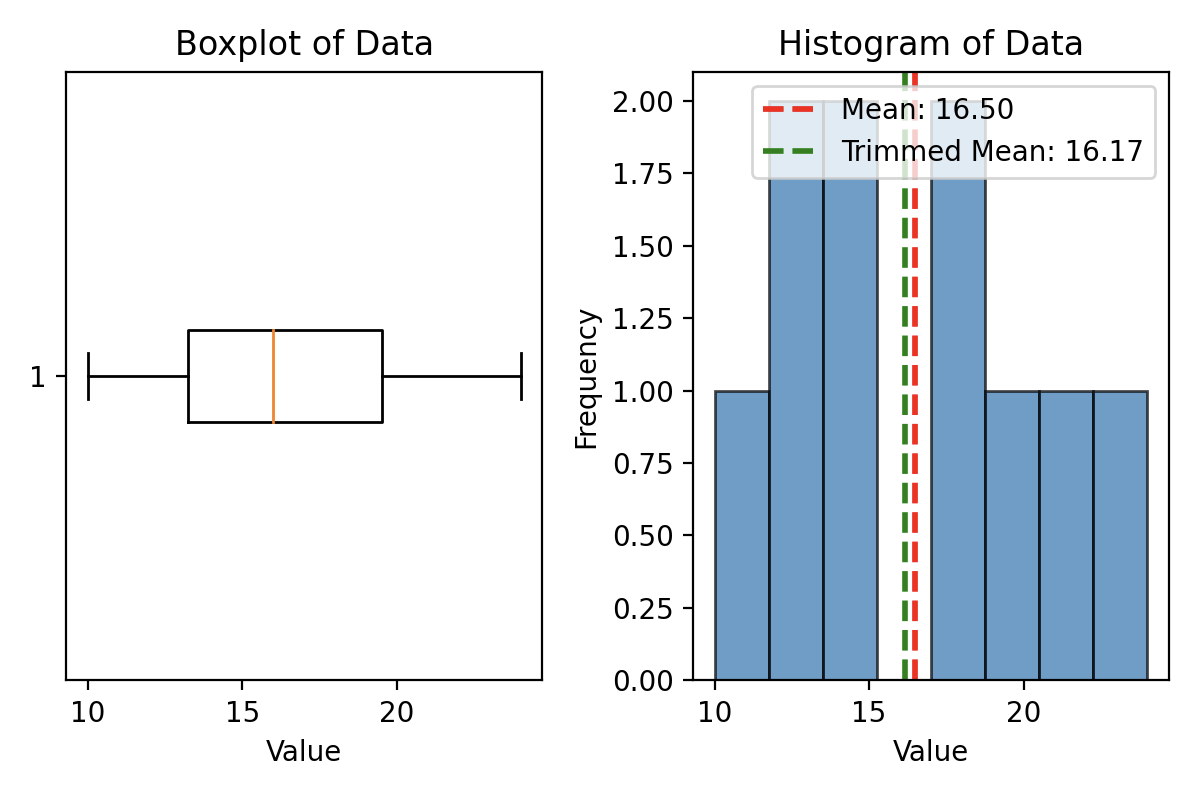 Boxplot of Data
1
10 15 20
Value
Histogram of Data
Mean: 16.50
Trimmed Mean: 16.17
Frequency
2.00
1.75
1.50
1.25
1.00
0.75
0.50
0.25
0.00
10 15 20
Value